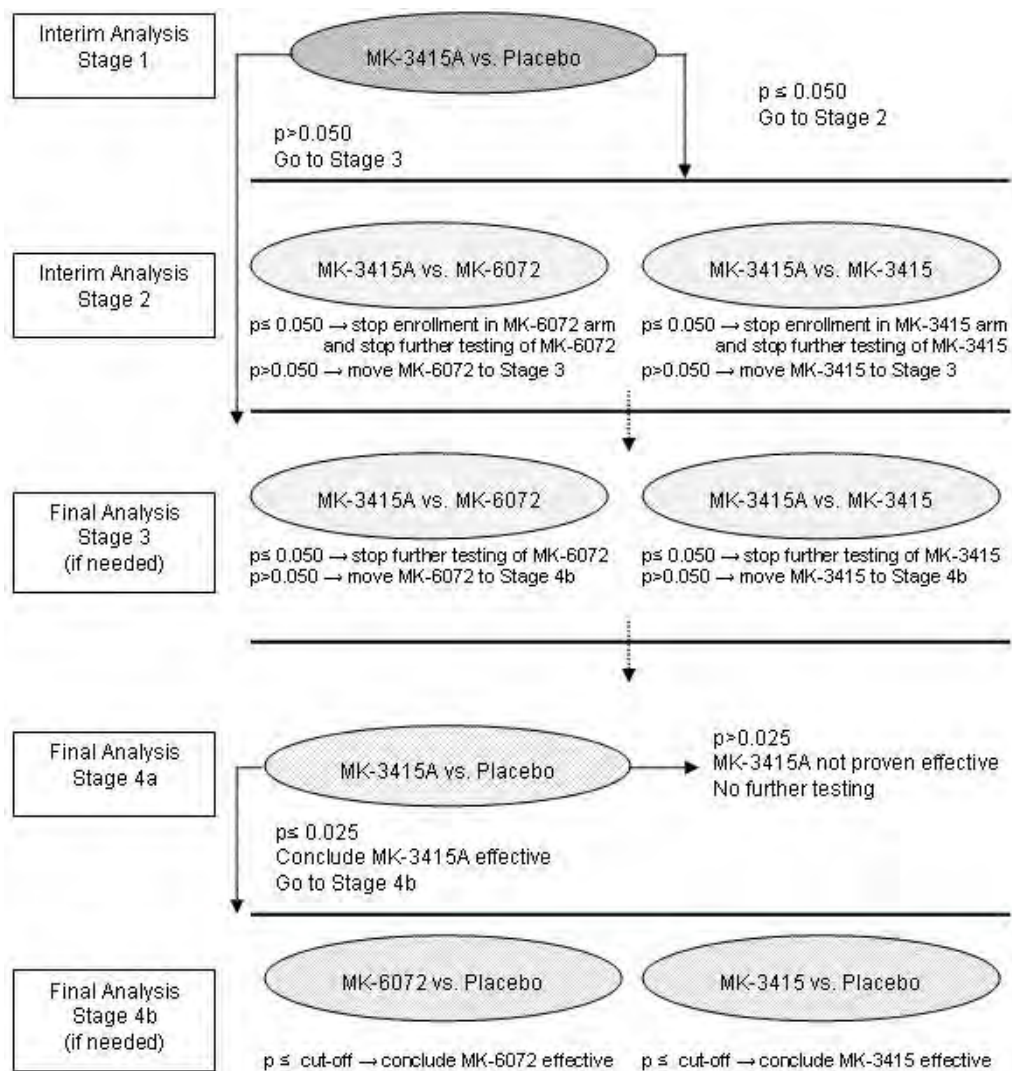 Interim Analysis
Stage 1
MK-3415A vs. Placebo
p ≤ 0.050
Go to Stage 2
p>0.050
Go to Stage 3
Interim Analysis
Stage 2
MK-3415A vs. MK-6072
MK-3415A vs. MK-3415
p≤ 0.050 → stop enrollment in MK-6072 arm
and stop further testing of MK-6072
p>0.050 → move MK-6072 to Stage 3
p≤ 0.050 → stop enrollment in MK-3415 arm
and stop further testing of MK-3415
p>0.050 → move MK-3415 to Stage 3
Final Analysis
Stage 3
(if needed)
MK-3415A vs. MK-6072
MK-3415A vs. MK-3415
p≤ 0.050 → stop further testing of MK-6072
p>0.050 → move MK-6072 to Stage 4b
p≤ 0.050 → stop further testing of MK-3415
p>0.050 → move MK-3415 to Stage 4b
Final Analysis
Stage 4a
MK-3415A vs. Placebo
p>0.025
MK-3415A not proven effective
No further testing
p≤ 0.025
Conclude MK-3415A effective
Go to Stage 4b
Final Analysis
Stage 4b
(if needed)
MK-6072 vs. Placebo
MK-3415 vs. Placebo
p ≤ cut-off → conclude MK-6072 effective
p ≤ cut-off → conclude MK-3415 effective